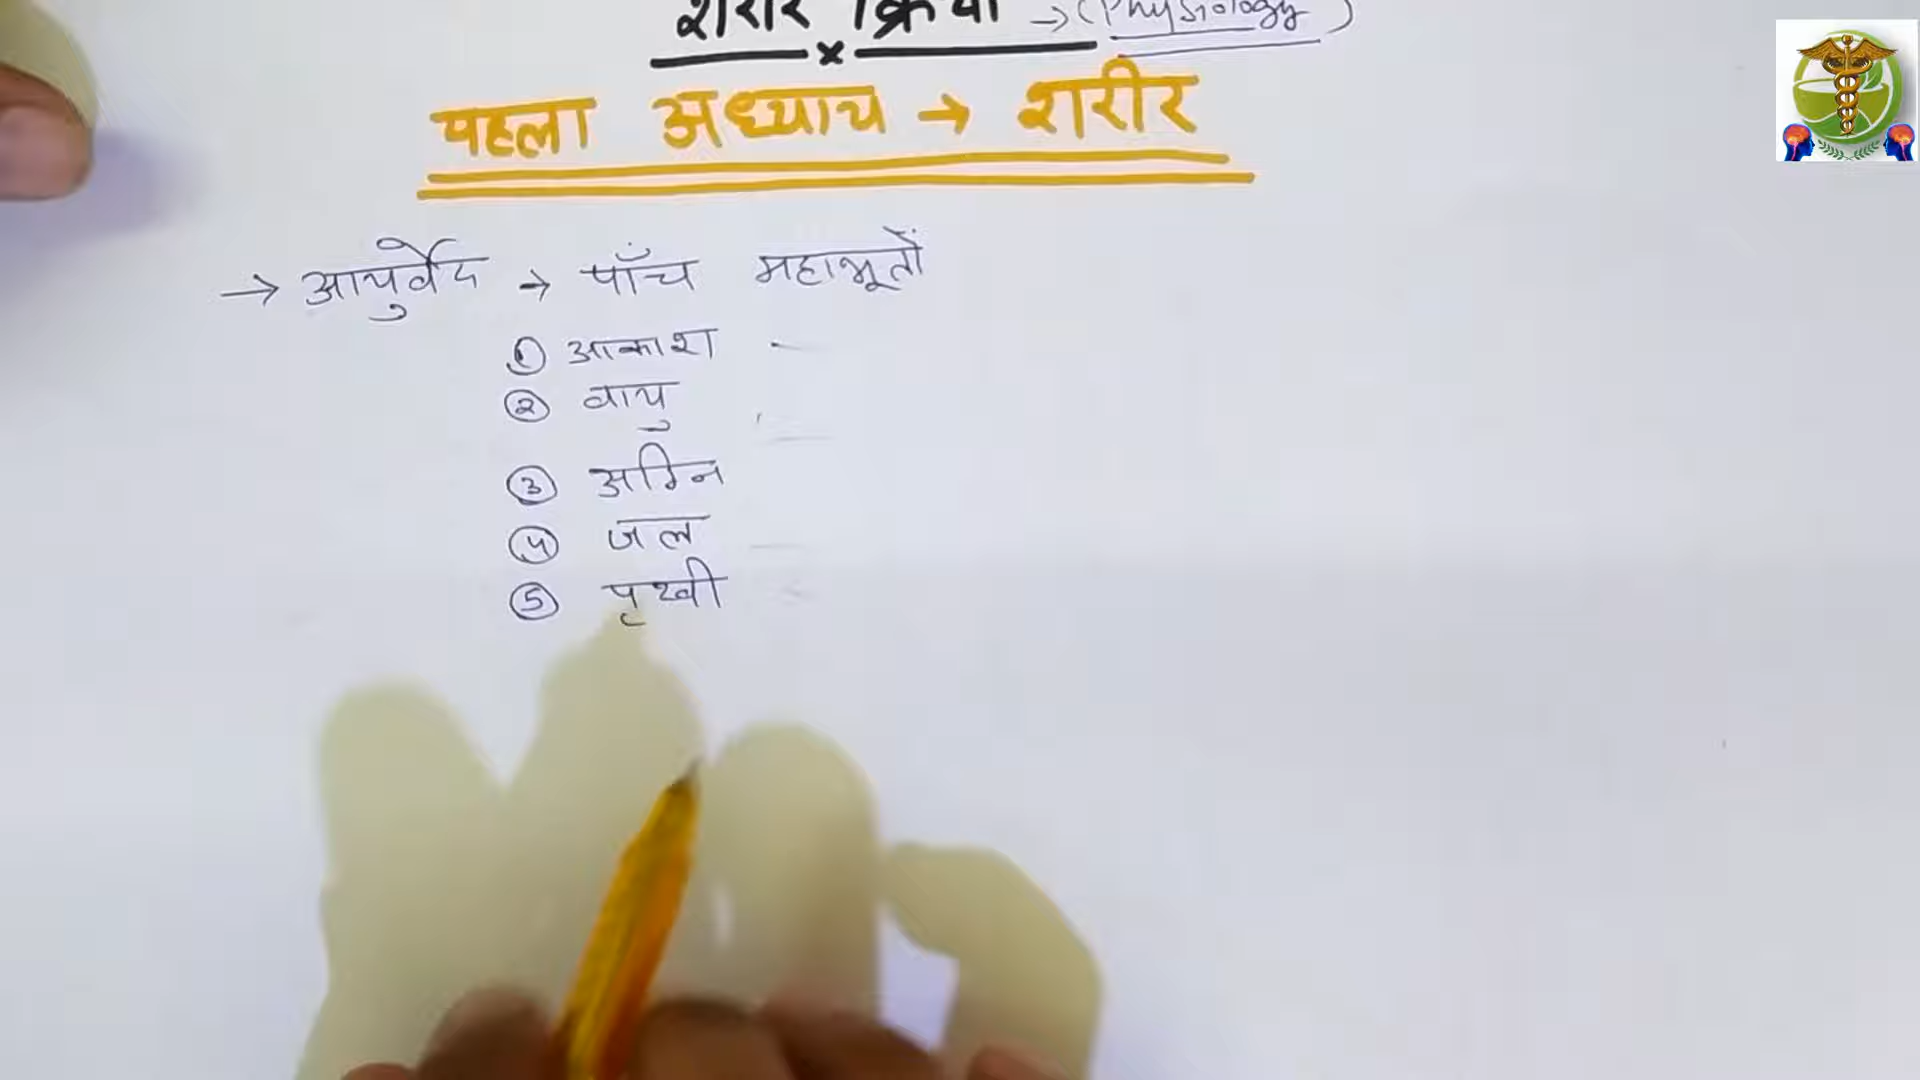 शरीर क्रिया → (Physiology)
पहला अध्याय → शरीर
→ आयुर्वेद → पाँच महाभूतों
① आकाश
② वायु
③ अग्नि
④ जल
⑤ पृथ्वी